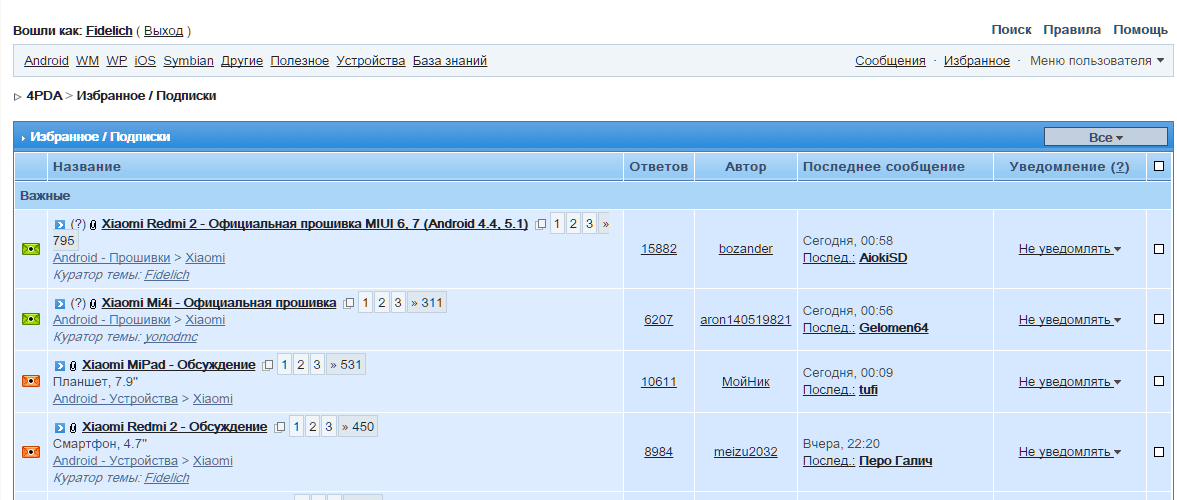 Вошли как: Fidelich ( Выход )
Поиск Правила Помощь
Android WM WP iOS Symbian Другие Полезное Устройства База знаний
Сообщения · Избранное · Меню пользователя
4PDA > Избранное / Подписки
Избранное / Подписки
Все
Название Ответов Автор Последнее сообщение Уведомление (?)
Важные
(?) Xiaomi Redmi 2 - Официальная прошивка MIUI 6, 7 (Android 4.4, 5.1) 1 2 3 »
795
Android - Прошивки > Xiaomi
Куратор темы: Fidelich
15882
bozander
Сегодня, 00:58
Послед.: AiokiSD
Не уведомлять
(?) Xiaomi Mi4i - Официальная прошивка 1 2 3 » 311
Android - Прошивки > Xiaomi
Куратор темы: yonodmc
6207
aron140519821
Сегодня, 00:56
Послед.: Gelomen64
Не уведомлять
Xiaomi MiPad - Обсуждение 1 2 3 » 531
Планшет, 7.9"
Android - Устройства > Xiaomi
10611
МойНик
Сегодня, 00:09
Послед.: tufi
Не уведомлять
Xiaomi Redmi 2 - Обсуждение 1 2 3 » 450
Смартфон, 4.7"
Android - Устройства > Xiaomi
Куратор темы: Fidelich
8984
meizu2032
Вчера, 22:20
Послед.: Перо Галич
Не уведомлять